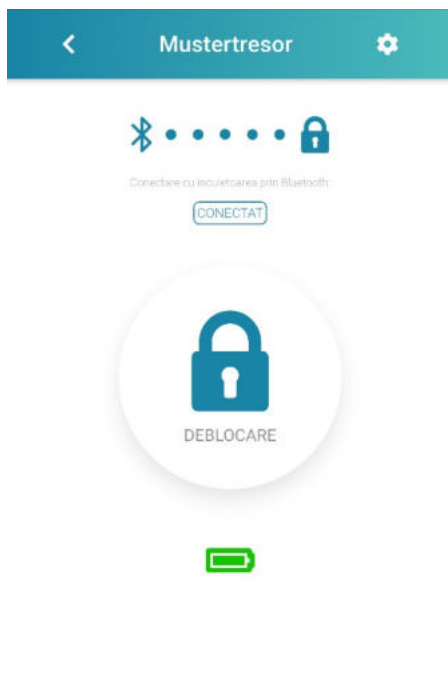 Mustertresor
Conectare cu încuietoarea prin Bluetooth:
CONECTAT
DEBLOCARE